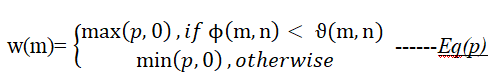 w(m)= { max(p, 0) , if ɸ(m, n) < ϑ(m, n)
min(p, 0) , otherwise ------Eq(p)